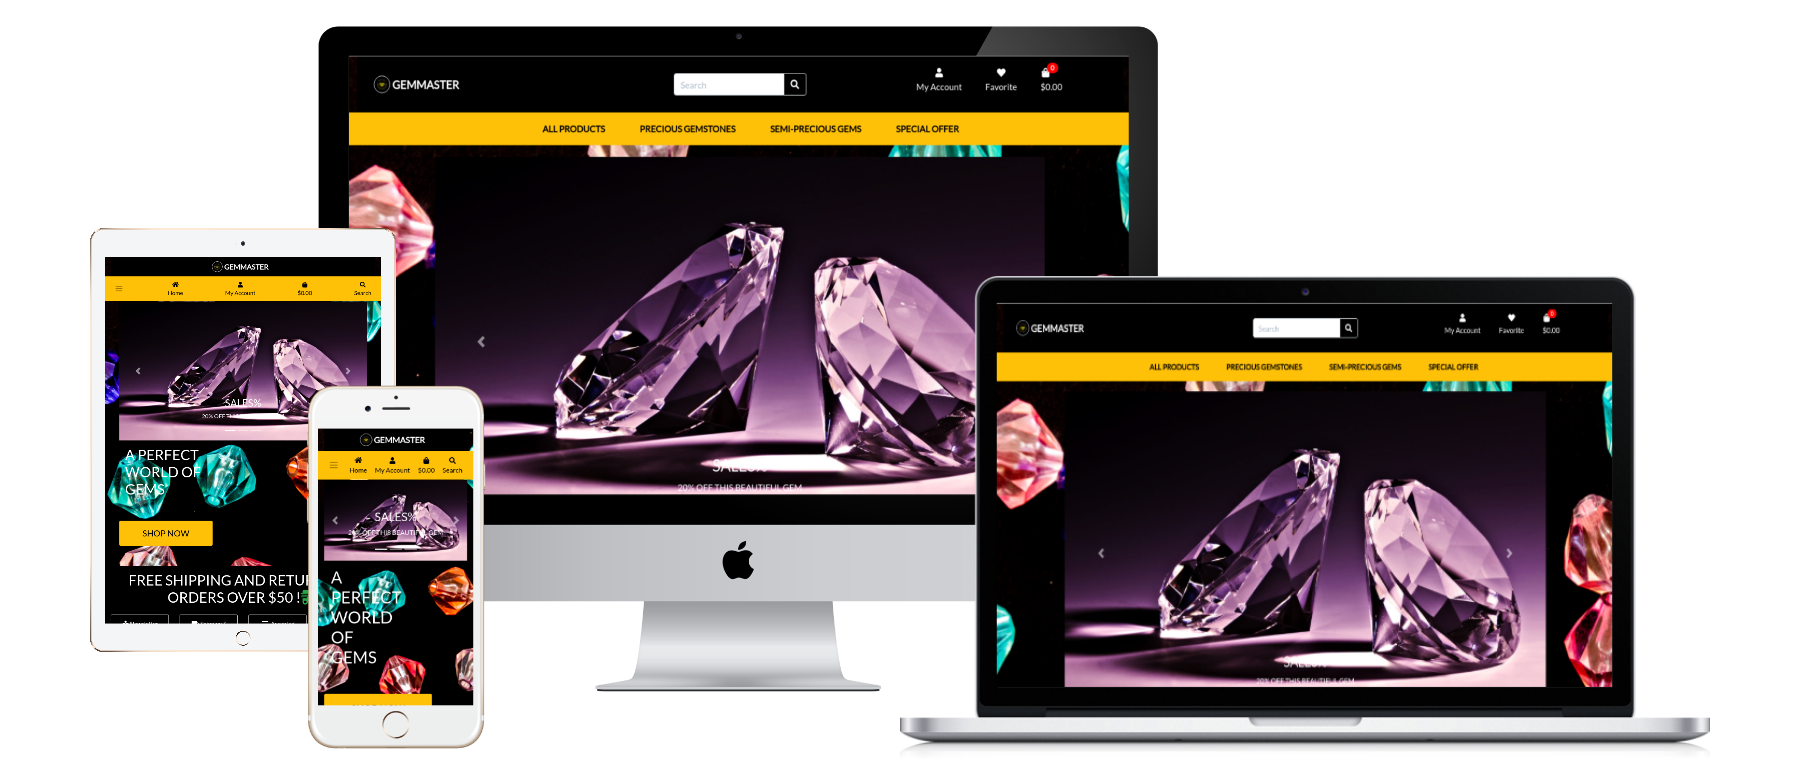 GEMMASTER
Search
0
My Account Favorite $0.00
ALL PRODUCTS PRECIOUS GEMSTONES SEMI-PRECIOUS GEMS SPECIAL OFFER
SALES%
20% OFF THIS BEAUTIFUL GEM
GEMMASTER
Home My Account $0.00 Search
SALES%
20% OFF THIS
A PERFECT
WORLD OF
GEMS
SHOP NOW
FREE SHIPPING AND RETU
ORDERS OVER $50 !
GEMMASTER
Home My Account $0.00 Search
SALES%
20% OFF THIS BEAUTIFUL GEM
A
PERFECT
WORLD
OF
GEMS
GEMMASTER
Search
0
My Account Favorite $0.00
ALL PRODUCTS PRECIOUS GEMSTONES SEMI-PRECIOUS GEMS SPECIAL OFFER
SALES%
20% OFF THIS BEAUTIFUL GEM